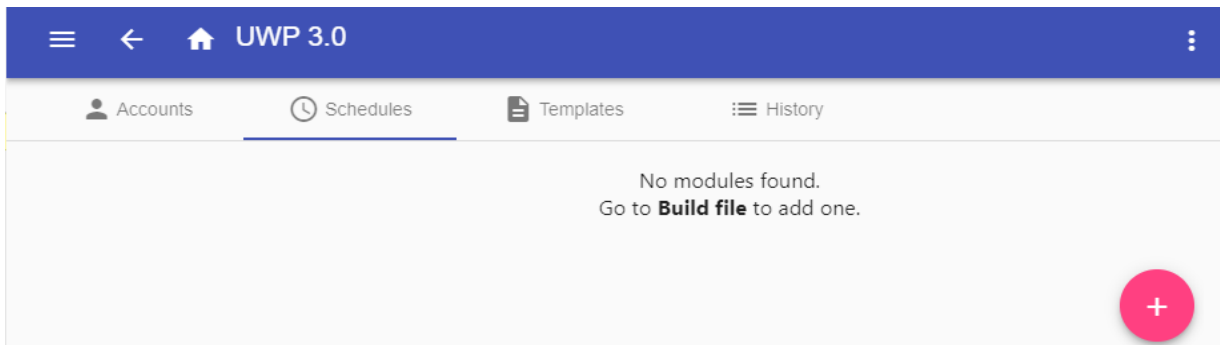 UWP 3.0
Accounts
Schedules
Templates
History
No modules found.
Go to Build file to add one.